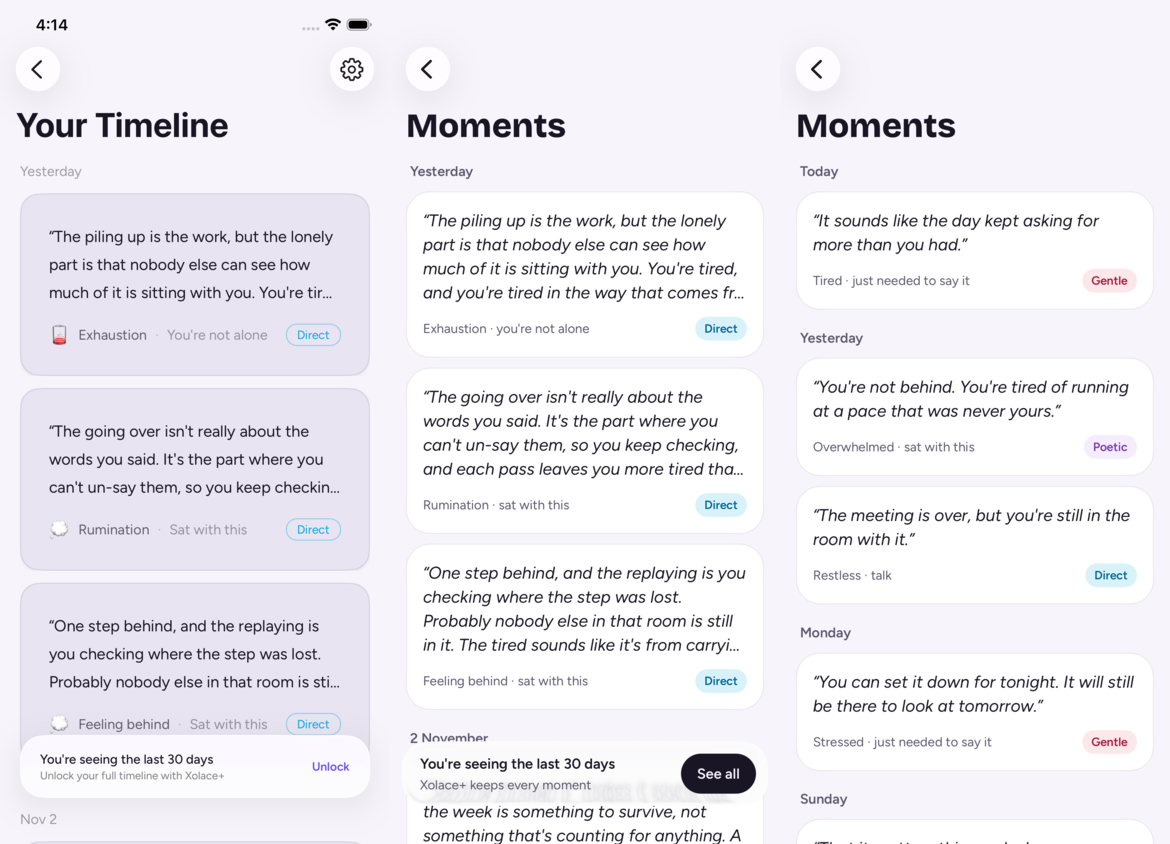 4:14
Your Timeline
Yesterday
“The piling up is the work, but the lonely
part is that nobody else can see how
much of it is sitting with you. You're tir...
Exhaustion · You're not alone Direct
“The going over isn't really about the
words you said. It's the part where you
can't un-say them, so you keep checkin...
Rumination · Sat with this Direct
“One step behind, and the replaying is
you checking where the step was lost.
Probably nobody else in that room is sti...
Feeling behind · Sat with this Direct
You're seeing the last 30 days
Unlock your full timeline with Xolace+
Unlock
Nov 2
Moments
Yesterday
“The piling up is the work, but the lonely
part is that nobody else can see how
much of it is sitting with you. You're tired,
and you're tired in the way that comes fr...
Exhaustion · you're not alone Direct
“The going over isn't really about the
words you said. It's the part where you
can't un-say them, so you keep checking,
and each pass leaves you more tired tha...
Rumination · sat with this Direct
“One step behind, and the replaying is you
checking where the step was lost.
Probably nobody else in that room is still
in it. The tired sounds like it's from carryi...
Feeling behind · sat with this Direct
2 November
You're seeing the last 30 days
Xolace+ keeps every moment
See all
the week is something to survive, not
something that's counting for anything. A
Moments
Today
“It sounds like the day kept asking for
more than you had.”
Tired · just needed to say it Gentle
Yesterday
“You're not behind. You're tired of running
at a pace that was never yours.”
Overwhelmed · sat with this Poetic
“The meeting is over, but you're still in the
room with it.”
Restless · talk Direct
Monday
“You can set it down for tonight. It will still
be there to look at tomorrow.”
Stressed · just needed to say it Gentle
Sunday